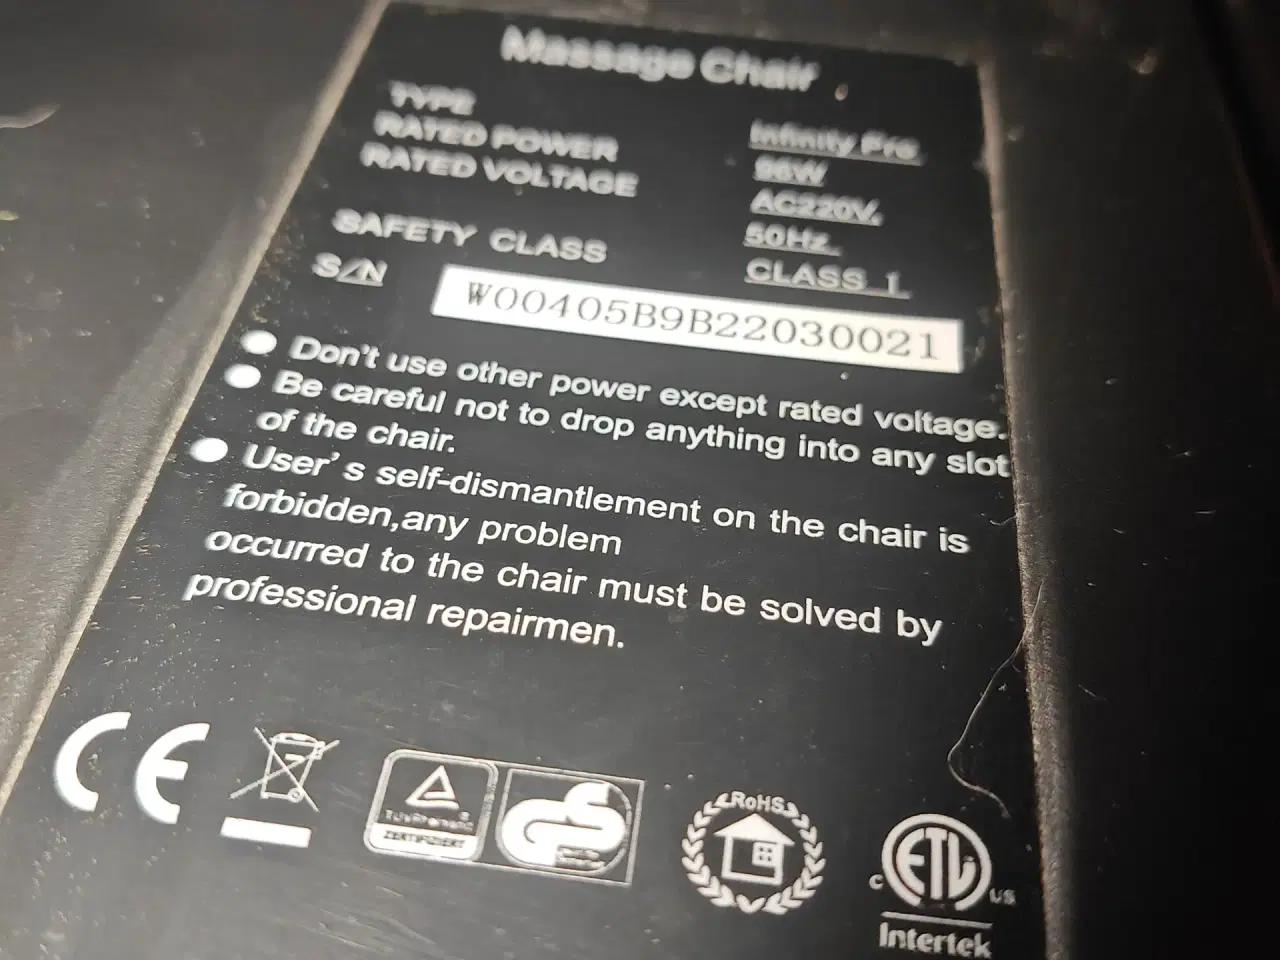 Massage Chair
TYPE Infinity Pro
RATED POWER 96W
RATED VOLTAGE AC220V,
50Hz
SAFETY CLASS CLASS I
S/N W00405B9B22030021
Don't use other power except rated voltage.
Be careful not to drop anything into any slot
of the chair.
User's self-dismantlement on the chair is
forbidden,any problem
occurred to the chair must be solved by
professional repairmen.
CE
TÜVRheinland
ZERTIFIZIERT
RoHS
C ETL US
Intertek